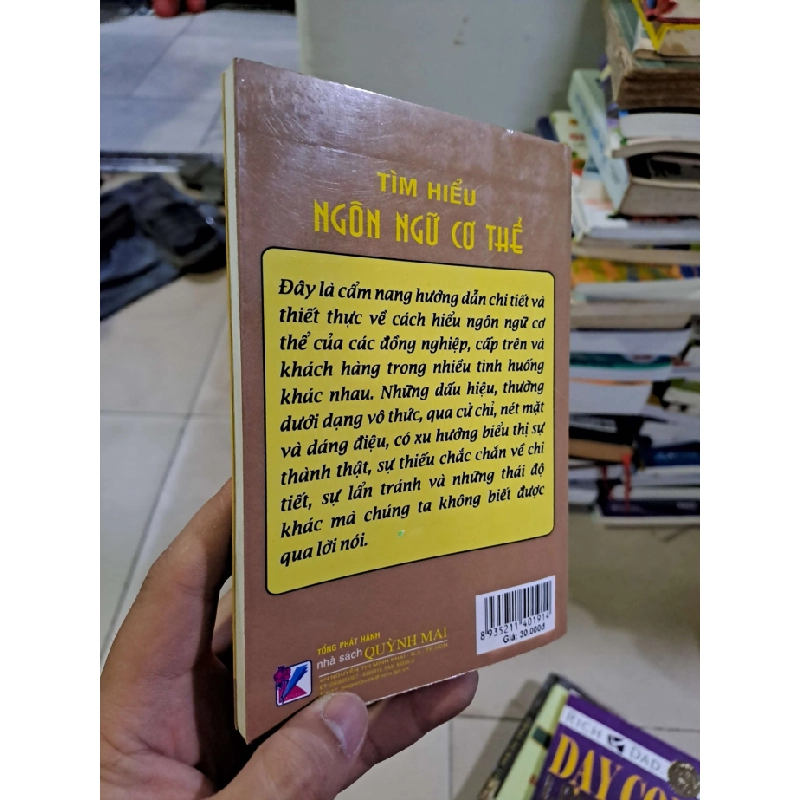 TÌM HIỂU
NGÔN NGỮ CƠ THỂ
Đây là cẩm nang hướng dẫn chi tiết và
thiết thực về cách hiểu ngôn ngữ cơ
thể của các đồng nghiệp, cấp trên và
khách hàng trong nhiều tình huống
khác nhau. Những dấu hiệu, thường
dưới dạng vô thức, qua cử chỉ, nét mặt
và dáng điệu, có xu hướng biểu thị sự
thành thật, sự thiếu chắc chắn về chi
tiết, sự lẩn tránh và những thái độ
khác mà chúng ta không biết được
qua lời nói.
TỔNG PHÁT HÀNH
nhà sách QUỲNH MAI
Giá: 30.000đ
RICH DAD
DẠY CO